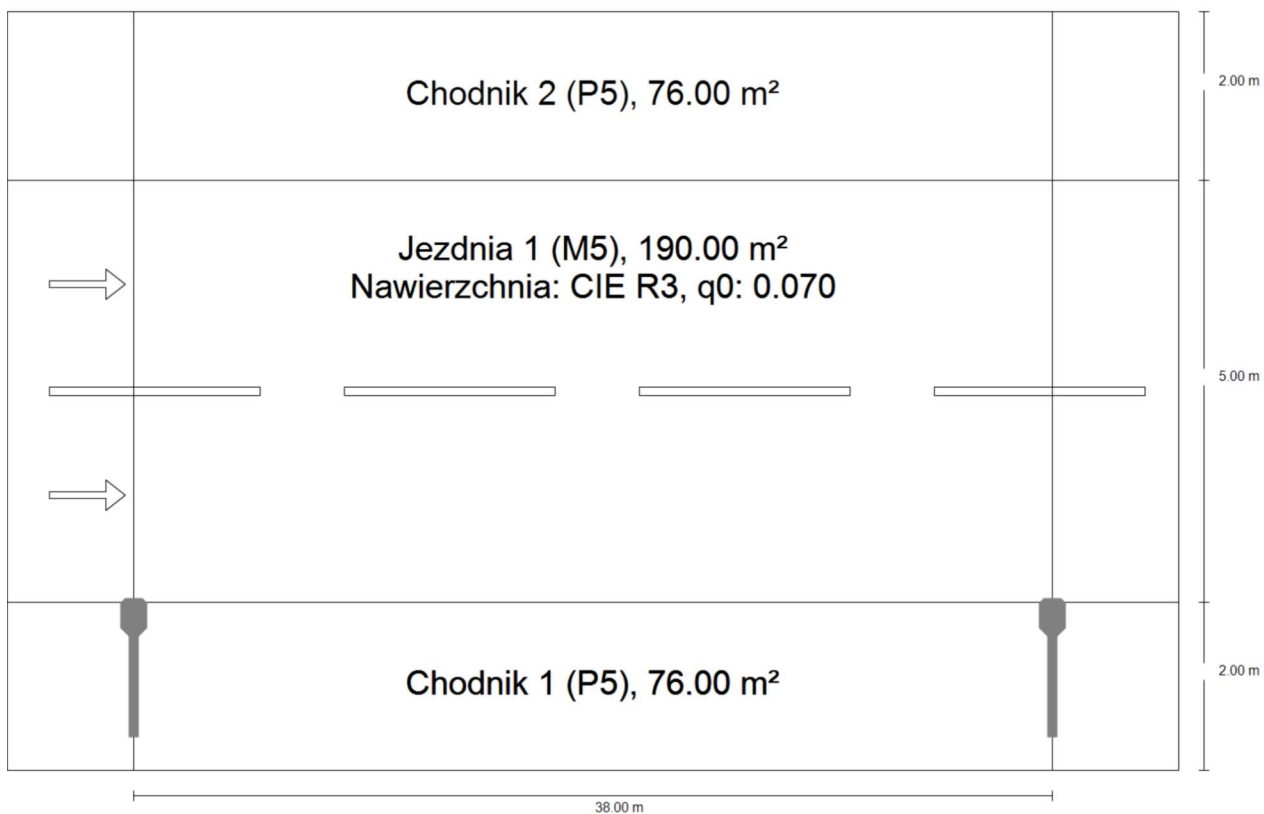 Chodnik 2 (P5), 76.00 m²
2.00 m
Jezdnia 1 (M5), 190.00 m²
Nawierzchnia: CIE R3, q0: 0.070
5.00 m
Chodnik 1 (P5), 76.00 m²
2.00 m
38.00 m